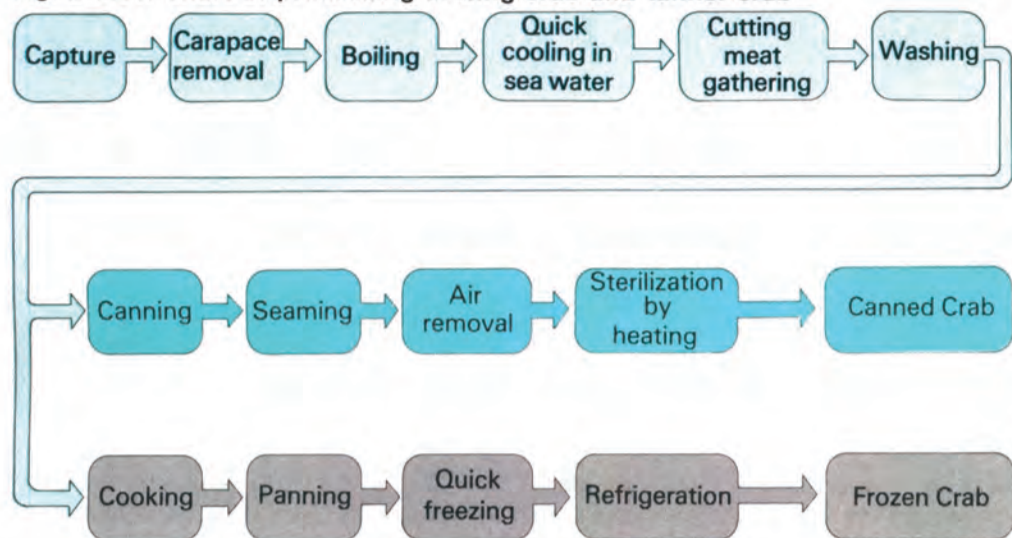 Capture
Carapace
removal
Boiling
Quick
cooling in
sea water
Cutting
meat
gathering
Washing
Canning
Seaming
Air
removal
Sterilization
by
heating
Canned Crab
Cooking
Panning
Quick
freezing
Refrigeration
Frozen Crab